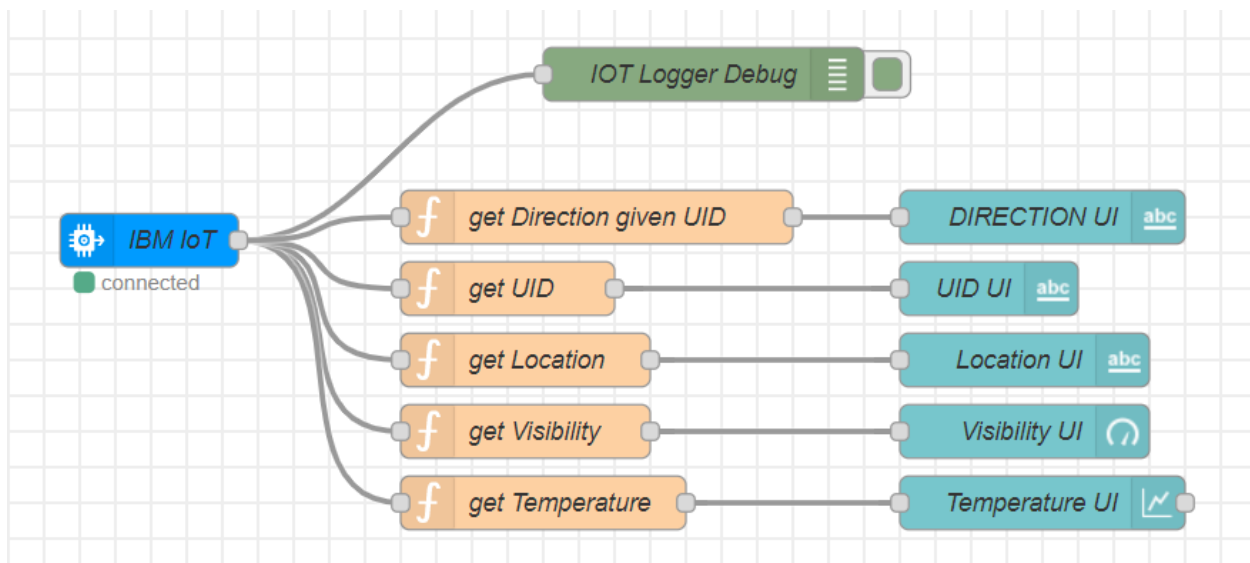 IOT Logger Debug
IBM IoT
connected
get Direction given UID
DIRECTION UI
abc
get UID
UID UI
abc
get Location
Location UI
abc
get Visibility
Visibility UI
get Temperature
Temperature UI